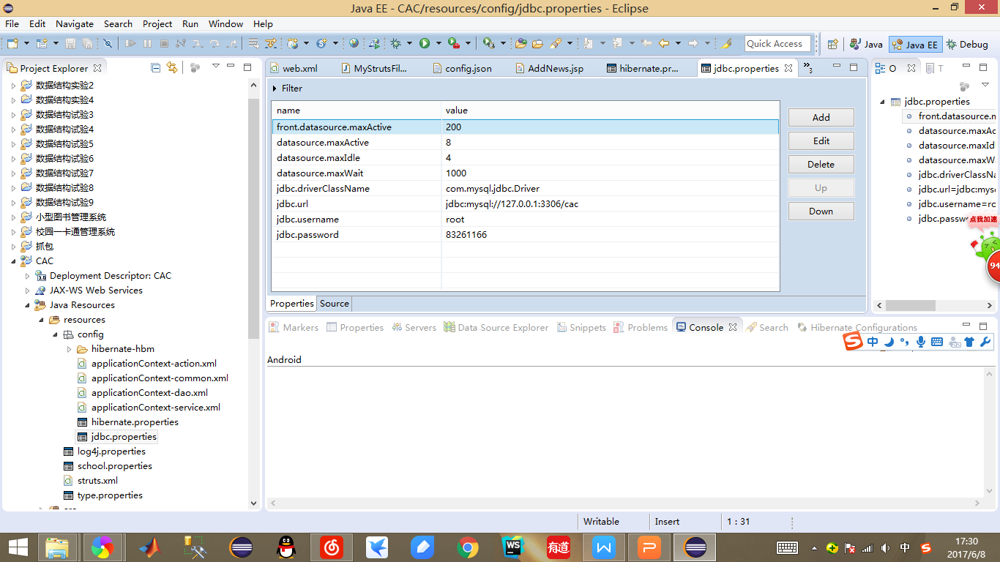 Java EE - CAC/resources/config/jdbc.properties - Eclipse
File Edit Navigate Search Project Run Window Help
Quick Access
Java
Java EE
Debug
Project Explorer
数据结构实验2
数据结构实验4
数据结构试验3
数据结构试验4
数据结构试验5
数据结构试验6
数据结构试验7
数据结构试验8
数据结构试验9
小型图书管理系统
校园一卡通管理系统
抓包
CAC
Deployment Descriptor: CAC
JAX-WS Web Services
Java Resources
resources
config
hibernate-hbm
applicationContext-action.xml
applicationContext-common.xml
applicationContext-dao.xml
applicationContext-service.xml
hibernate.properties
jdbc.properties
log4j.properties
school.properties
struts.xml
type.properties
web.xml
MyStrutsFil...
config.json
AddNews.jsp
hibernate.pr...
jdbc.properties
3
Filter
name value
front.datasource.maxActive 200
datasource.maxActive 8
datasource.maxIdle 4
datasource.maxWait 1000
jdbc.driverClassName com.mysql.jdbc.Driver
jdbc.url jdbc:mysql://127.0.0.1:3306/cac
jdbc.username root
jdbc.password 83261166
Add
Edit
Delete
Up
Down
Properties Source
O
T
jdbc.properties
front.datasource.m
datasource.maxAc
datasource.maxId
datasource.maxW
jdbc.driverClassNa
jdbc.url=jdbc:mys
jdbc.username=ro
jdbc.passw
点我加速
94
Markers Properties Servers Data Source Explorer Snippets Problems Console Search Hibernate Configurations
中
Android
Writable Insert 1 : 31
WS
有道
中
17:30
2017/6/8